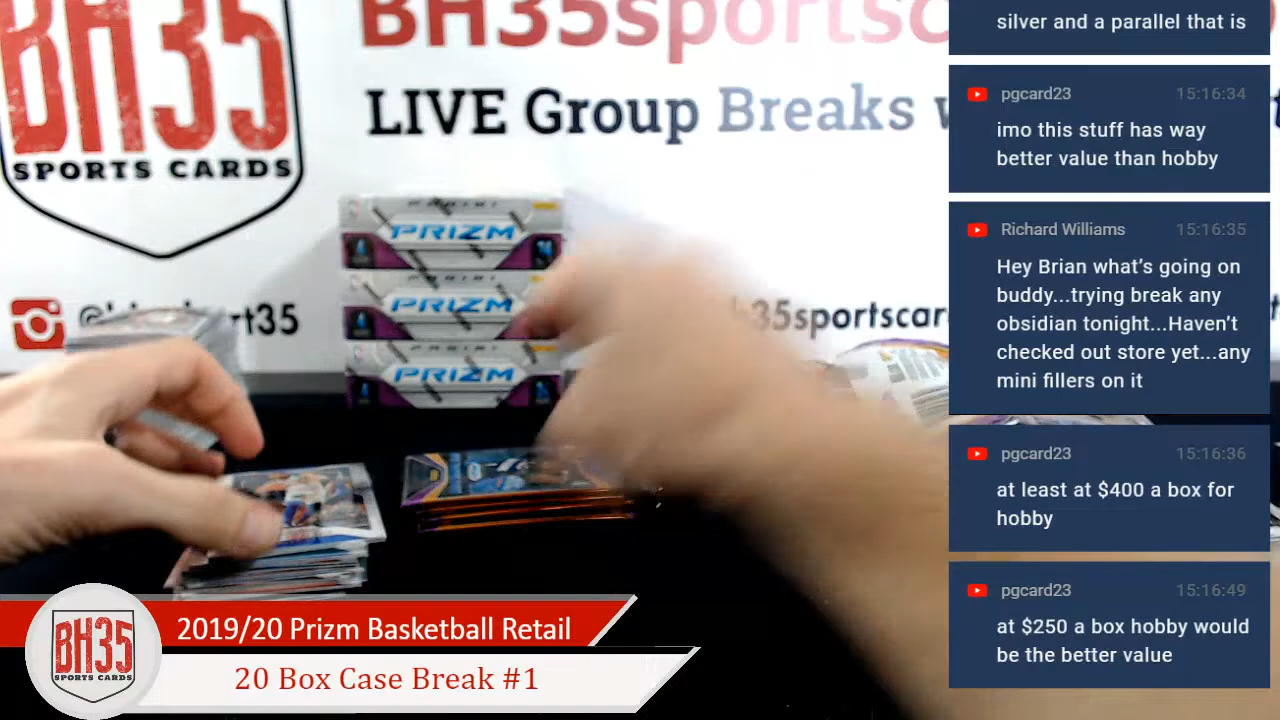 BH35
SPORTS CARDS
BH35sports
LIVE Group Breaks
rt35
35sportscar
PANINI
PRIZM
PRIZM
PRIZM
silver and a parallel that is
pgcard23 15:16:34
imo this stuff has way
better value than hobby
Richard Williams 15:16:35
Hey Brian what's going on
buddy...trying break any
obsidian tonight...Haven't
checked out store yet...any
mini fillers on it
pgcard23 15:16:36
at least at $400 a box for
hobby
pgcard23 15:16:49
at $250 a box hobby would
be the better value
BH35
SPORTS CARDS
2019/20 Prizm Basketball Retail
20 Box Case Break #1